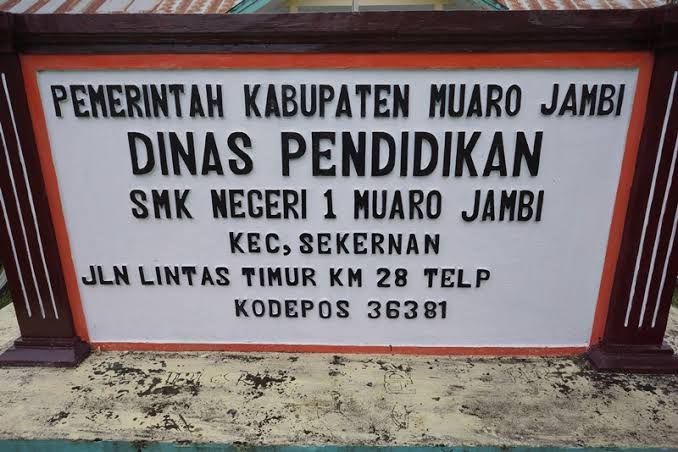 PEMERINTAH KABUPATEN MUARO JAMBI
DINAS PENDIDIKAN
SMK NEGERI 1 MUARO JAMBI
KEC, SEKERNAN
JLN LINTAS TIMUR KM 28 TELP
KODEPOS 36381